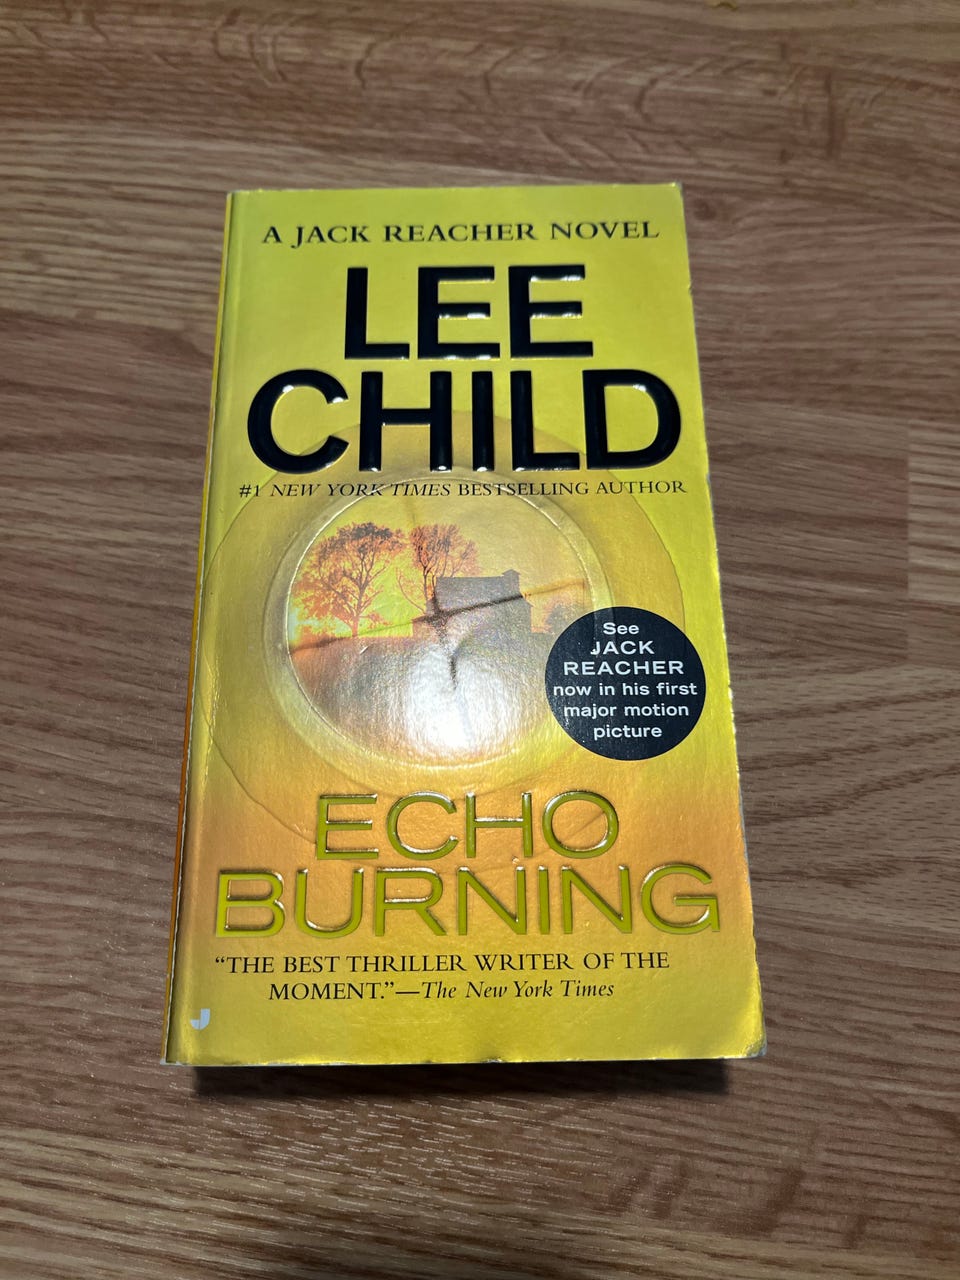 A JACK REACHER NOVEL
LEE
CHILD
#1 NEW YORK TIMES BESTSELLING AUTHOR
See
JACK
REACHER
now in his first
major motion
picture
ECHO
BURNING
“THE BEST THRILLER WRITER OF THE
MOMENT.”—The New York Times
J